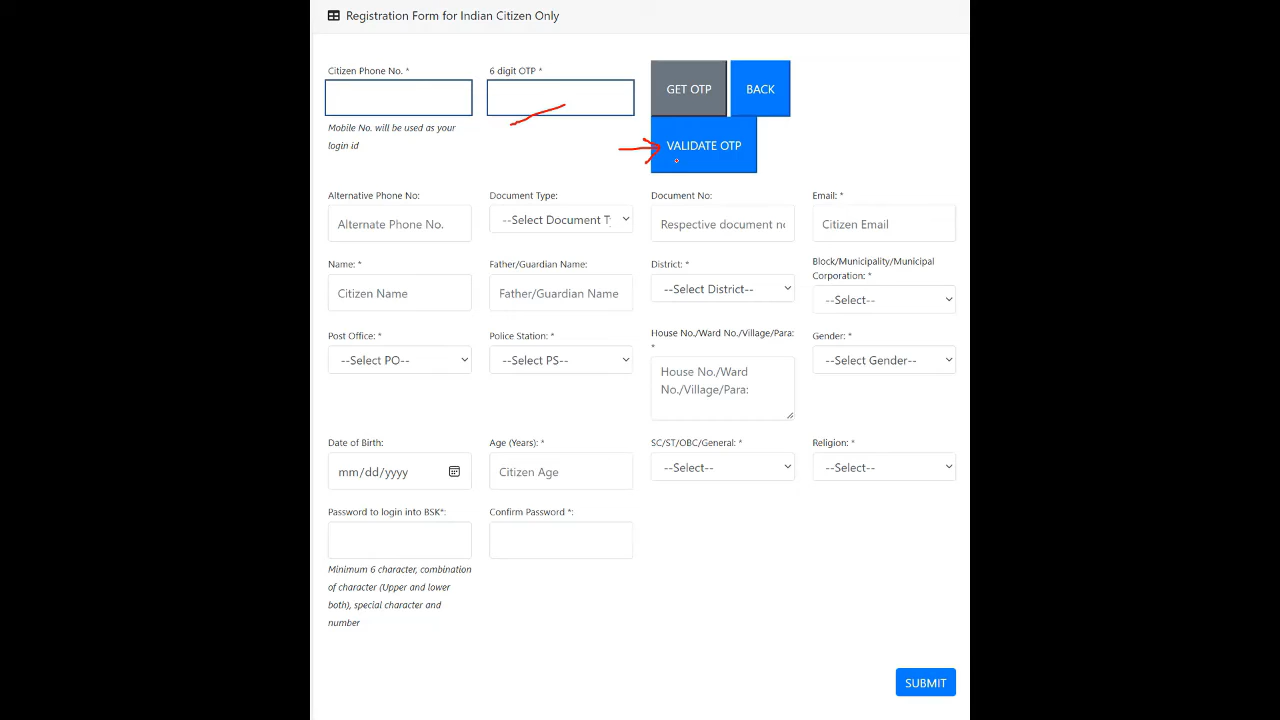 Registration Form for Indian Citizen Only
Citizen Phone No. *
6 digit OTP *
GET OTP
BACK
Mobile No. will be used as your
login id
VALIDATE OTP
Alternative Phone No:
Document Type:
Document No:
Email: *
Alternate Phone No.
--Select Document T
Respective document no
Citizen Email
Name: *
Father/Guardian Name:
District: *
Block/Municipality/Municipal
Corporation: *
Citizen Name
Father/Guardian Name
--Select District--
--Select--
Post Office: *
Police Station: *
House No./Ward No./Village/Para:
*
Gender: *
--Select PO--
--Select PS--
House No./Ward
No./Village/Para:
--Select Gender--
Date of Birth:
Age (Years): *
SC/ST/OBC/General: *
Religion: *
mm/dd/yyyy
Citizen Age
--Select--
--Select--
Password to login into BSK*:
Confirm Password *:
Minimum 6 character, combination
of character (Upper and lower
both), special character and
number
SUBMIT